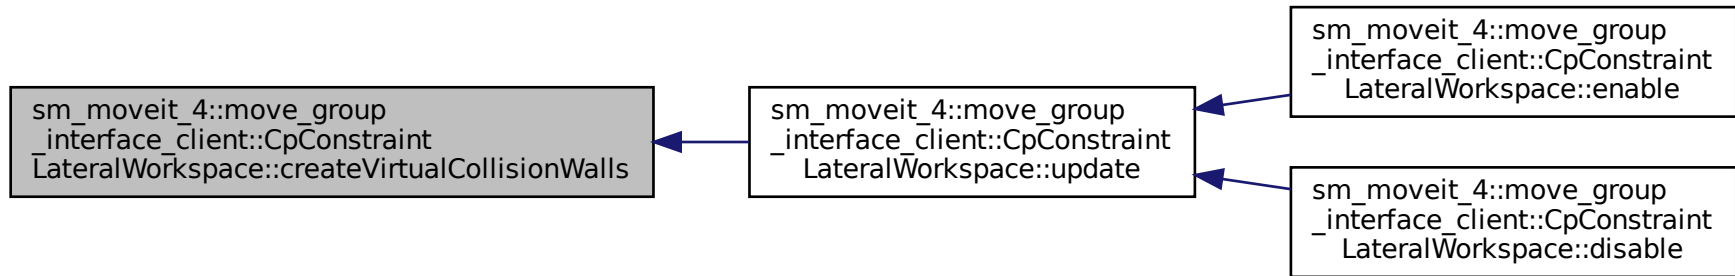 sm_moveit_4::move_group
_interface_client::CpConstraint
LateralWorkspace::createVirtualCollisionWalls
sm_moveit_4::move_group
_interface_client::CpConstraint
LateralWorkspace::update
sm_moveit_4::move_group
_interface_client::CpConstraint
LateralWorkspace::enable
sm_moveit_4::move_group
_interface_client::CpConstraint
LateralWorkspace::disable